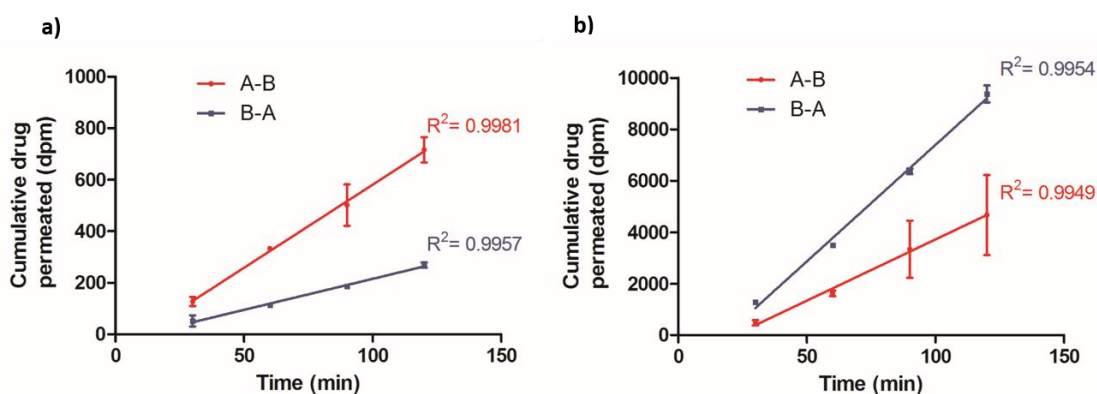 a)
1000
800
600
400
200
0
0 50 100 150
Cumulative drug
permeated (dpm)
Time (min)
A-B
B-A
R²= 0.9981
R²= 0.9957
b)
10000
8000
6000
4000
2000
0
0 50 100 150
Cumulative drug
permeated (dpm)
Time (min)
A-B
B-A
R²= 0.9954
R²= 0.9949